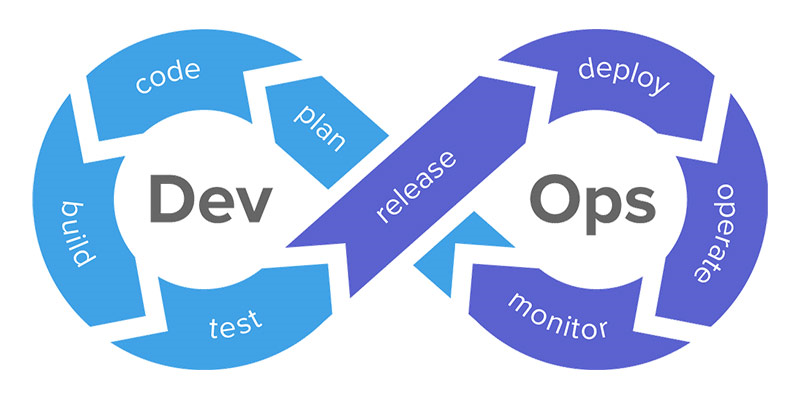 code
plan
build
Dev
test
release
deploy
Ops
operate
monitor